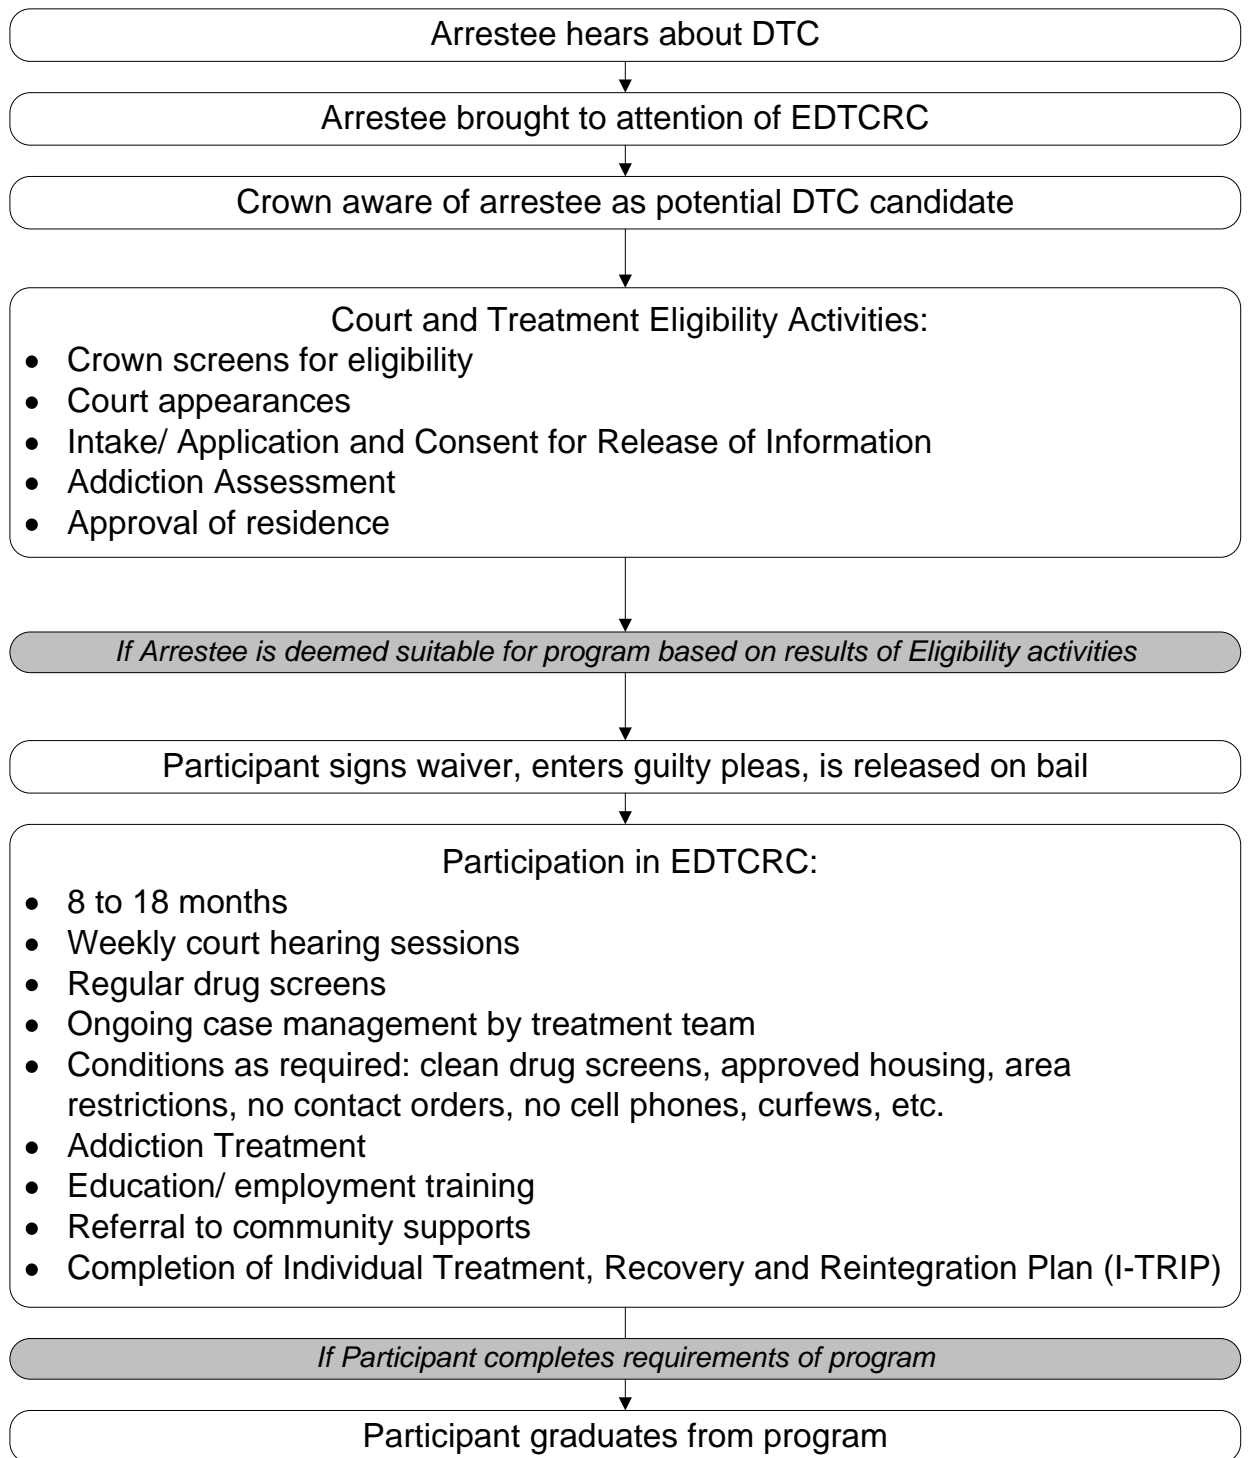 Arrestee hears about DTC
Arrestee brought to attention of EDTCRC
Crown aware of arrestee as potential DTC candidate
Court and Treatment Eligibility Activities:
• Crown screens for eligibility
• Court appearances
• Intake/ Application and Consent for Release of Information
• Addiction Assessment
• Approval of residence
If Arrestee is deemed suitable for program based on results of Eligibility activities
Participant signs waiver, enters guilty pleas, is released on bail
Participation in EDTCRC:
• 8 to 18 months
• Weekly court hearing sessions
• Regular drug screens
• Ongoing case management by treatment team
• Conditions as required: clean drug screens, approved housing, area
restrictions, no contact orders, no cell phones, curfews, etc.
• Addiction Treatment
• Education/ employment training
• Referral to community supports
• Completion of Individual Treatment, Recovery and Reintegration Plan (I-TRIP)
If Participant completes requirements of program
Participant graduates from program